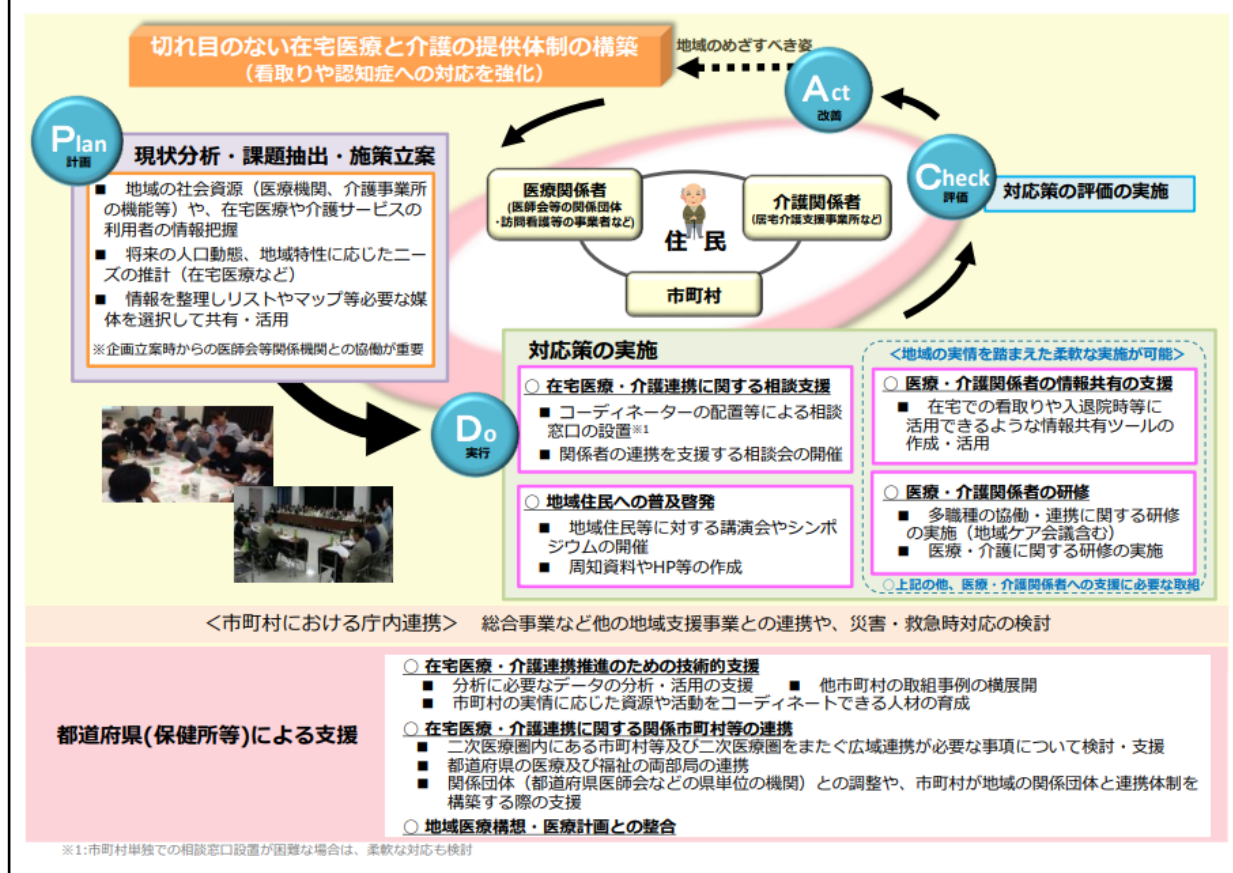 切れ目のない在宅医療と介護の提供体制の構築
（看取りや認知症への対応を強化）
地域のめざすべき姿
Act
改善
Plan
計画
現状分析・課題抽出・施策立案
■ 地域の社会資源（医療機関、介護事業所
の機能等）や、在宅医療や介護サービスの
利用者の情報把握
■ 将来の人口動態、地域特性に応じたニー
ズの推計（在宅医療など）
■ 情報を整理しリストやマップ等必要な媒
体を選択して共有・活用
※企画立案時からの医師会等関係機関との協働が重要
医療関係者
(医師会等の関係団体
・訪問看護等の事業者など)
介護関係者
(居宅介護支援事業所など)
住民
市町村
Check
評価
対応策の評価の実施
Do
実行
対応策の実施
○ 在宅医療・介護連携に関する相談支援
■ コーディネーターの配置等による相談
窓口の設置※1
■ 関係者の連携を支援する相談会の開催
○ 地域住民への普及啓発
■ 地域住民等に対する講演会やシンポ
ジウムの開催
■ 周知資料やHP等の作成
＜地域の実情を踏まえた柔軟な実施が可能＞
○ 医療・介護関係者の情報共有の支援
■ 在宅での看取りや入退院時等に
活用できるような情報共有ツールの
作成・活用
○ 医療・介護関係者の研修
■ 多職種の協働・連携に関する研修
の実施（地域ケア会議含む）
■ 医療・介護に関する研修の実施
○上記の他、医療・介護関係者への支援に必要な取組
＜市町村における庁内連携＞ 総合事業など他の地域支援事業との連携や、災害・救急時対応の検討
都道府県(保健所等)による支援
○ 在宅医療・介護連携推進のための技術的支援
■ 分析に必要なデータの分析・活用の支援 ■ 他市町村の取組事例の横展開
■ 市町村の実情に応じた資源や活動をコーディネートできる人材の育成
○ 在宅医療・介護連携に関する関係市町村等の連携
■ 二次医療圏内にある市町村等及び二次医療圏をまたぐ広域連携が必要な事項について検討・支援
■ 都道府県の医療及び福祉の両部局の連携
■ 関係団体（都道府県医師会などの県単位の機関）との調整や、市町村が地域の関係団体と連携体制を
構築する際の支援
○ 地域医療構想・医療計画との整合
※1:市町村単独での相談窓口設置が困難な場合は、柔軟な対応も検討